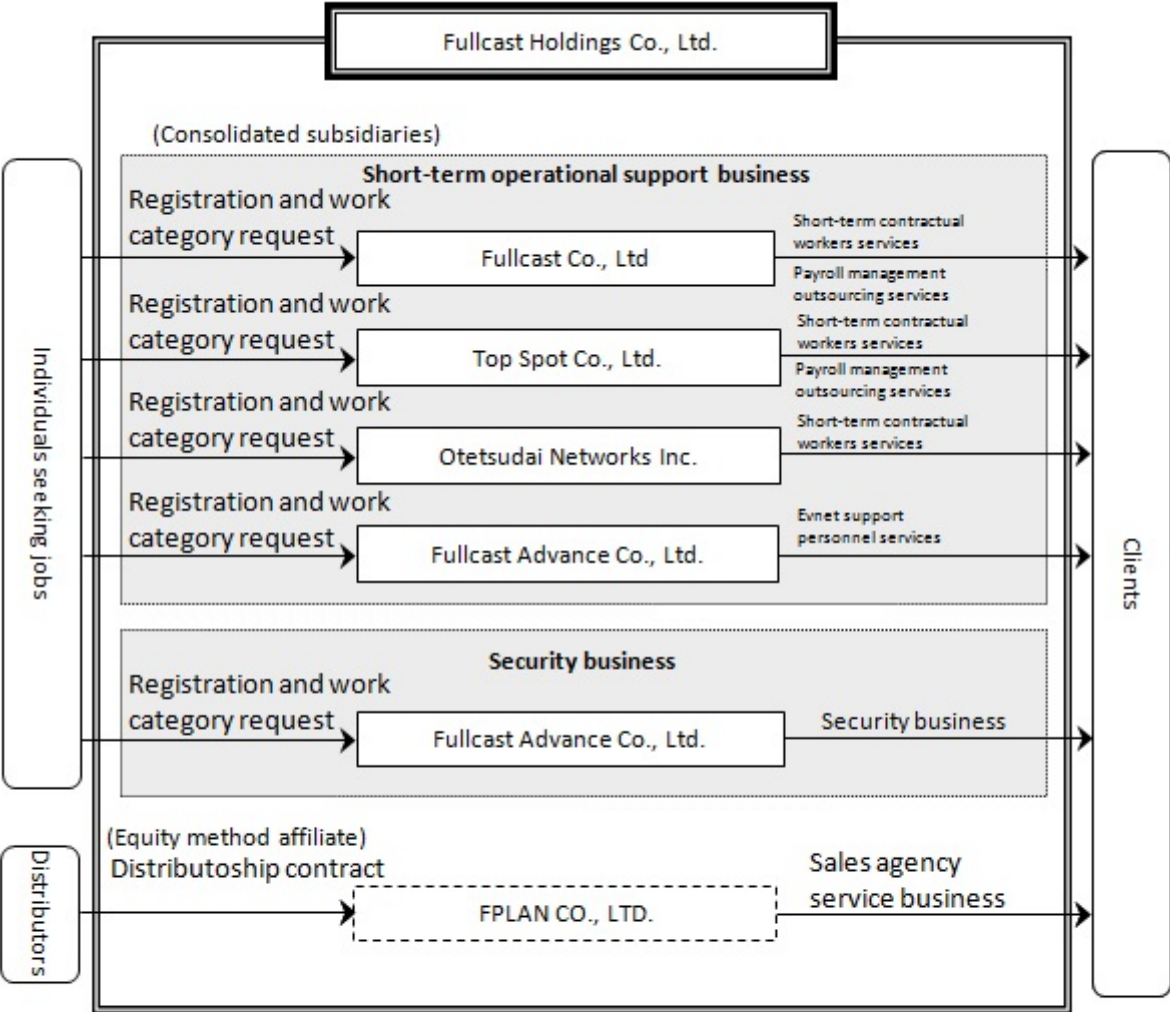 Fullcast Holdings Co., Ltd.
(Consolidated subsidiaries)
Short-term operational support business
Individuals seeking jobs
Registration and work
category request
Fullcast Co., Ltd
Short-term contractual
workers services
Payroll management
outsourcing services
Registration and work
category request
Top Spot Co., Ltd.
Short-term contractual
workers services
Payroll management
outsourcing services
Registration and work
category request
Otetsudai Networks Inc.
Short-term contractual
workers services
Registration and work
category request
Fullcast Advance Co., Ltd.
Evnet support
personnel services
Clients
Security business
Registration and work
category request
Fullcast Advance Co., Ltd.
Security business
(Equity method affiliate)
Distributors
Distributoship contract
FPLAN CO., LTD.
Sales agency
service business